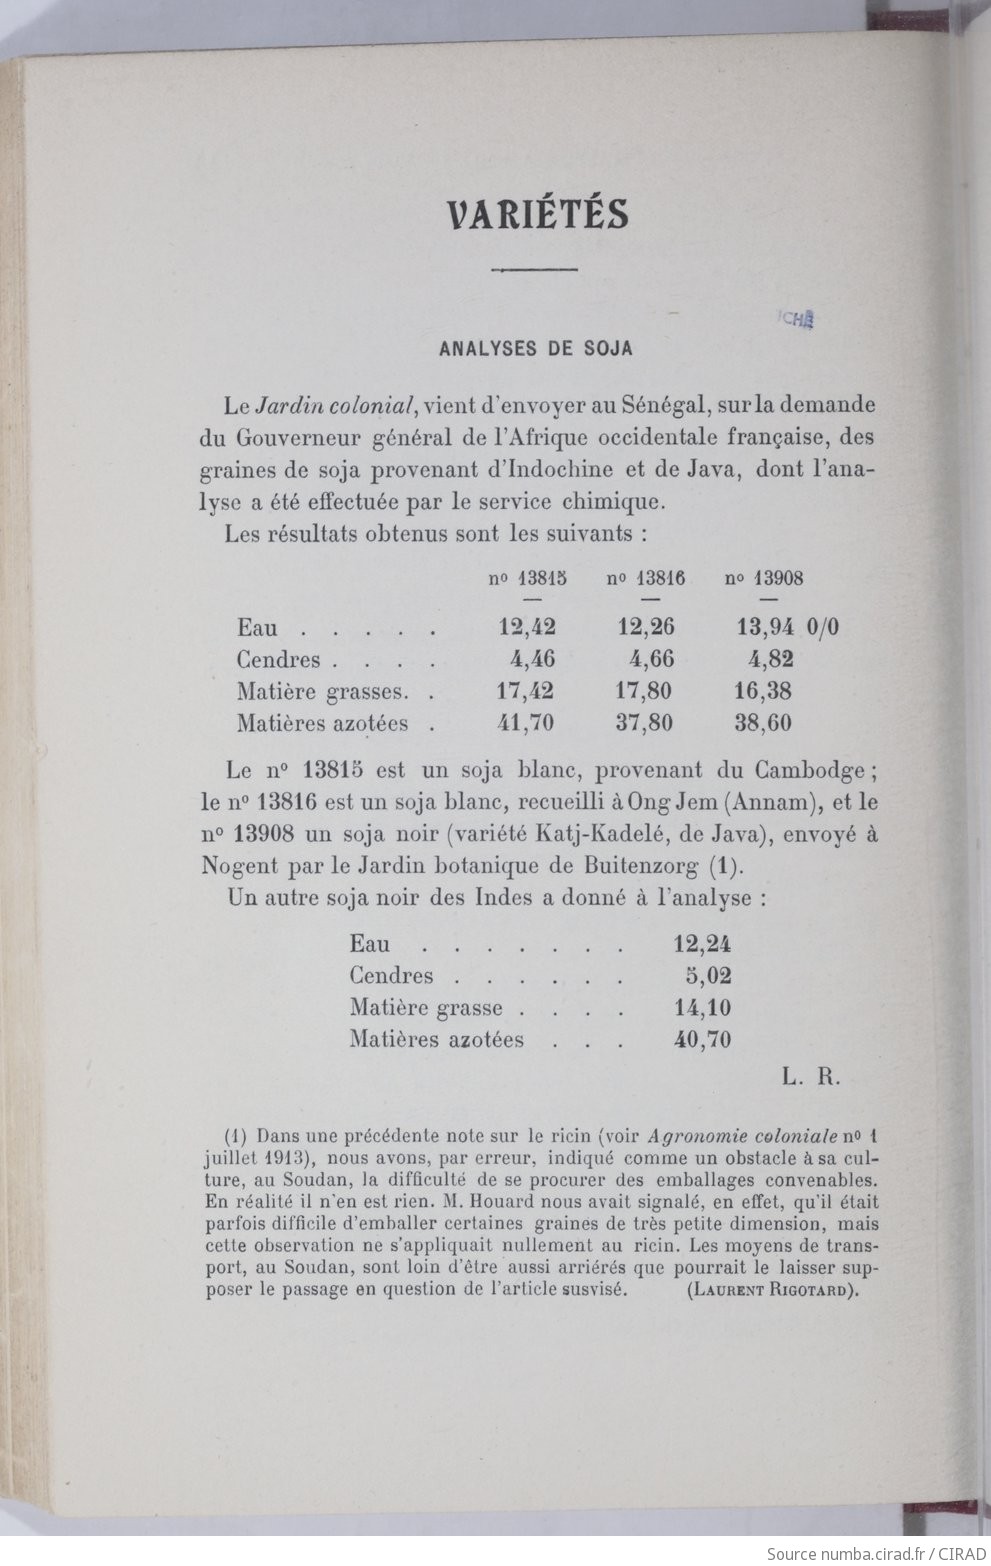 VARIÉTÉS
ANALYSES DE SOJA
Le Jardin colonial, vient d'envoyer au Sénégal, sur la demande
du Gouverneur général de l'Afrique occidentale française, des
graines de soja provenant d'Indochine et de Java, dont l'ana-
lyse a été effectuée par le service chimique.
Les résultats obtenus sont les suivants :
nº 13815 nº 13816 nº 13908
Eau . . . . . 12,42 12,26 13,94 0/0
Cendres . . . . 4,46 4,66 4,82
Matière grasses. . 17,42 17,80 16,38
Matières azotées . 41,70 37,80 38,60
Le nº 13815 est un soja blanc, provenant du Cambodge ;
le nº 13816 est un soja blanc, recueilli à Ong Jem (Annam), et le
nº 13908 un soja noir (variété Katj-Kadelé, de Java), envoyé à
Nogent par le Jardin botanique de Buitenzorg (1).
Un autre soja noir des Indes a donné à l'analyse :
Eau . . . . . . . 12,24
Cendres . . . . . . 5,02
Matière grasse . . . . 14,10
Matières azotées . . . 40,70
L. R.
(1) Dans une précédente note sur le ricin (voir Agronomie coloniale nº 1
juillet 1913), nous avons, par erreur, indiqué comme un obstacle à sa cul-
ture, au Soudan, la difficulté de se procurer des emballages convenables.
En réalité il n'en est rien. M. Houard nous avait signalé, en effet, qu'il était
parfois difficile d'emballer certaines graines de très petite dimension, mais
cette observation ne s'appliquait nullement au ricin. Les moyens de trans-
port, au Soudan, sont loin d'être aussi arriérés que pourrait le laisser sup-
poser le passage en question de l'article susvisé. (LAURENT RIGOTARD).
Source numba.cirad.fr / CIRAD